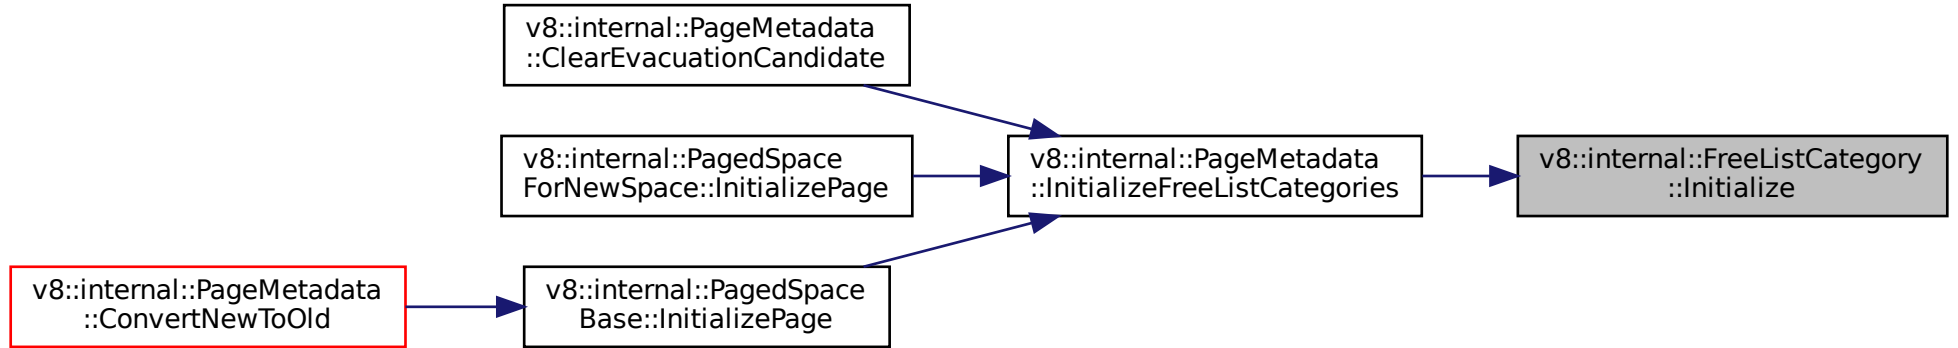 v8::internal::PageMetadata
::ClearEvacuationCandidate
v8::internal::PagedSpace
ForNewSpace::InitializePage
v8::internal::PageMetadata
::InitializeFreeListCategories
v8::internal::FreeListCategory
::Initialize
v8::internal::PageMetadata
::ConvertNewToOld
v8::internal::PagedSpace
Base::InitializePage